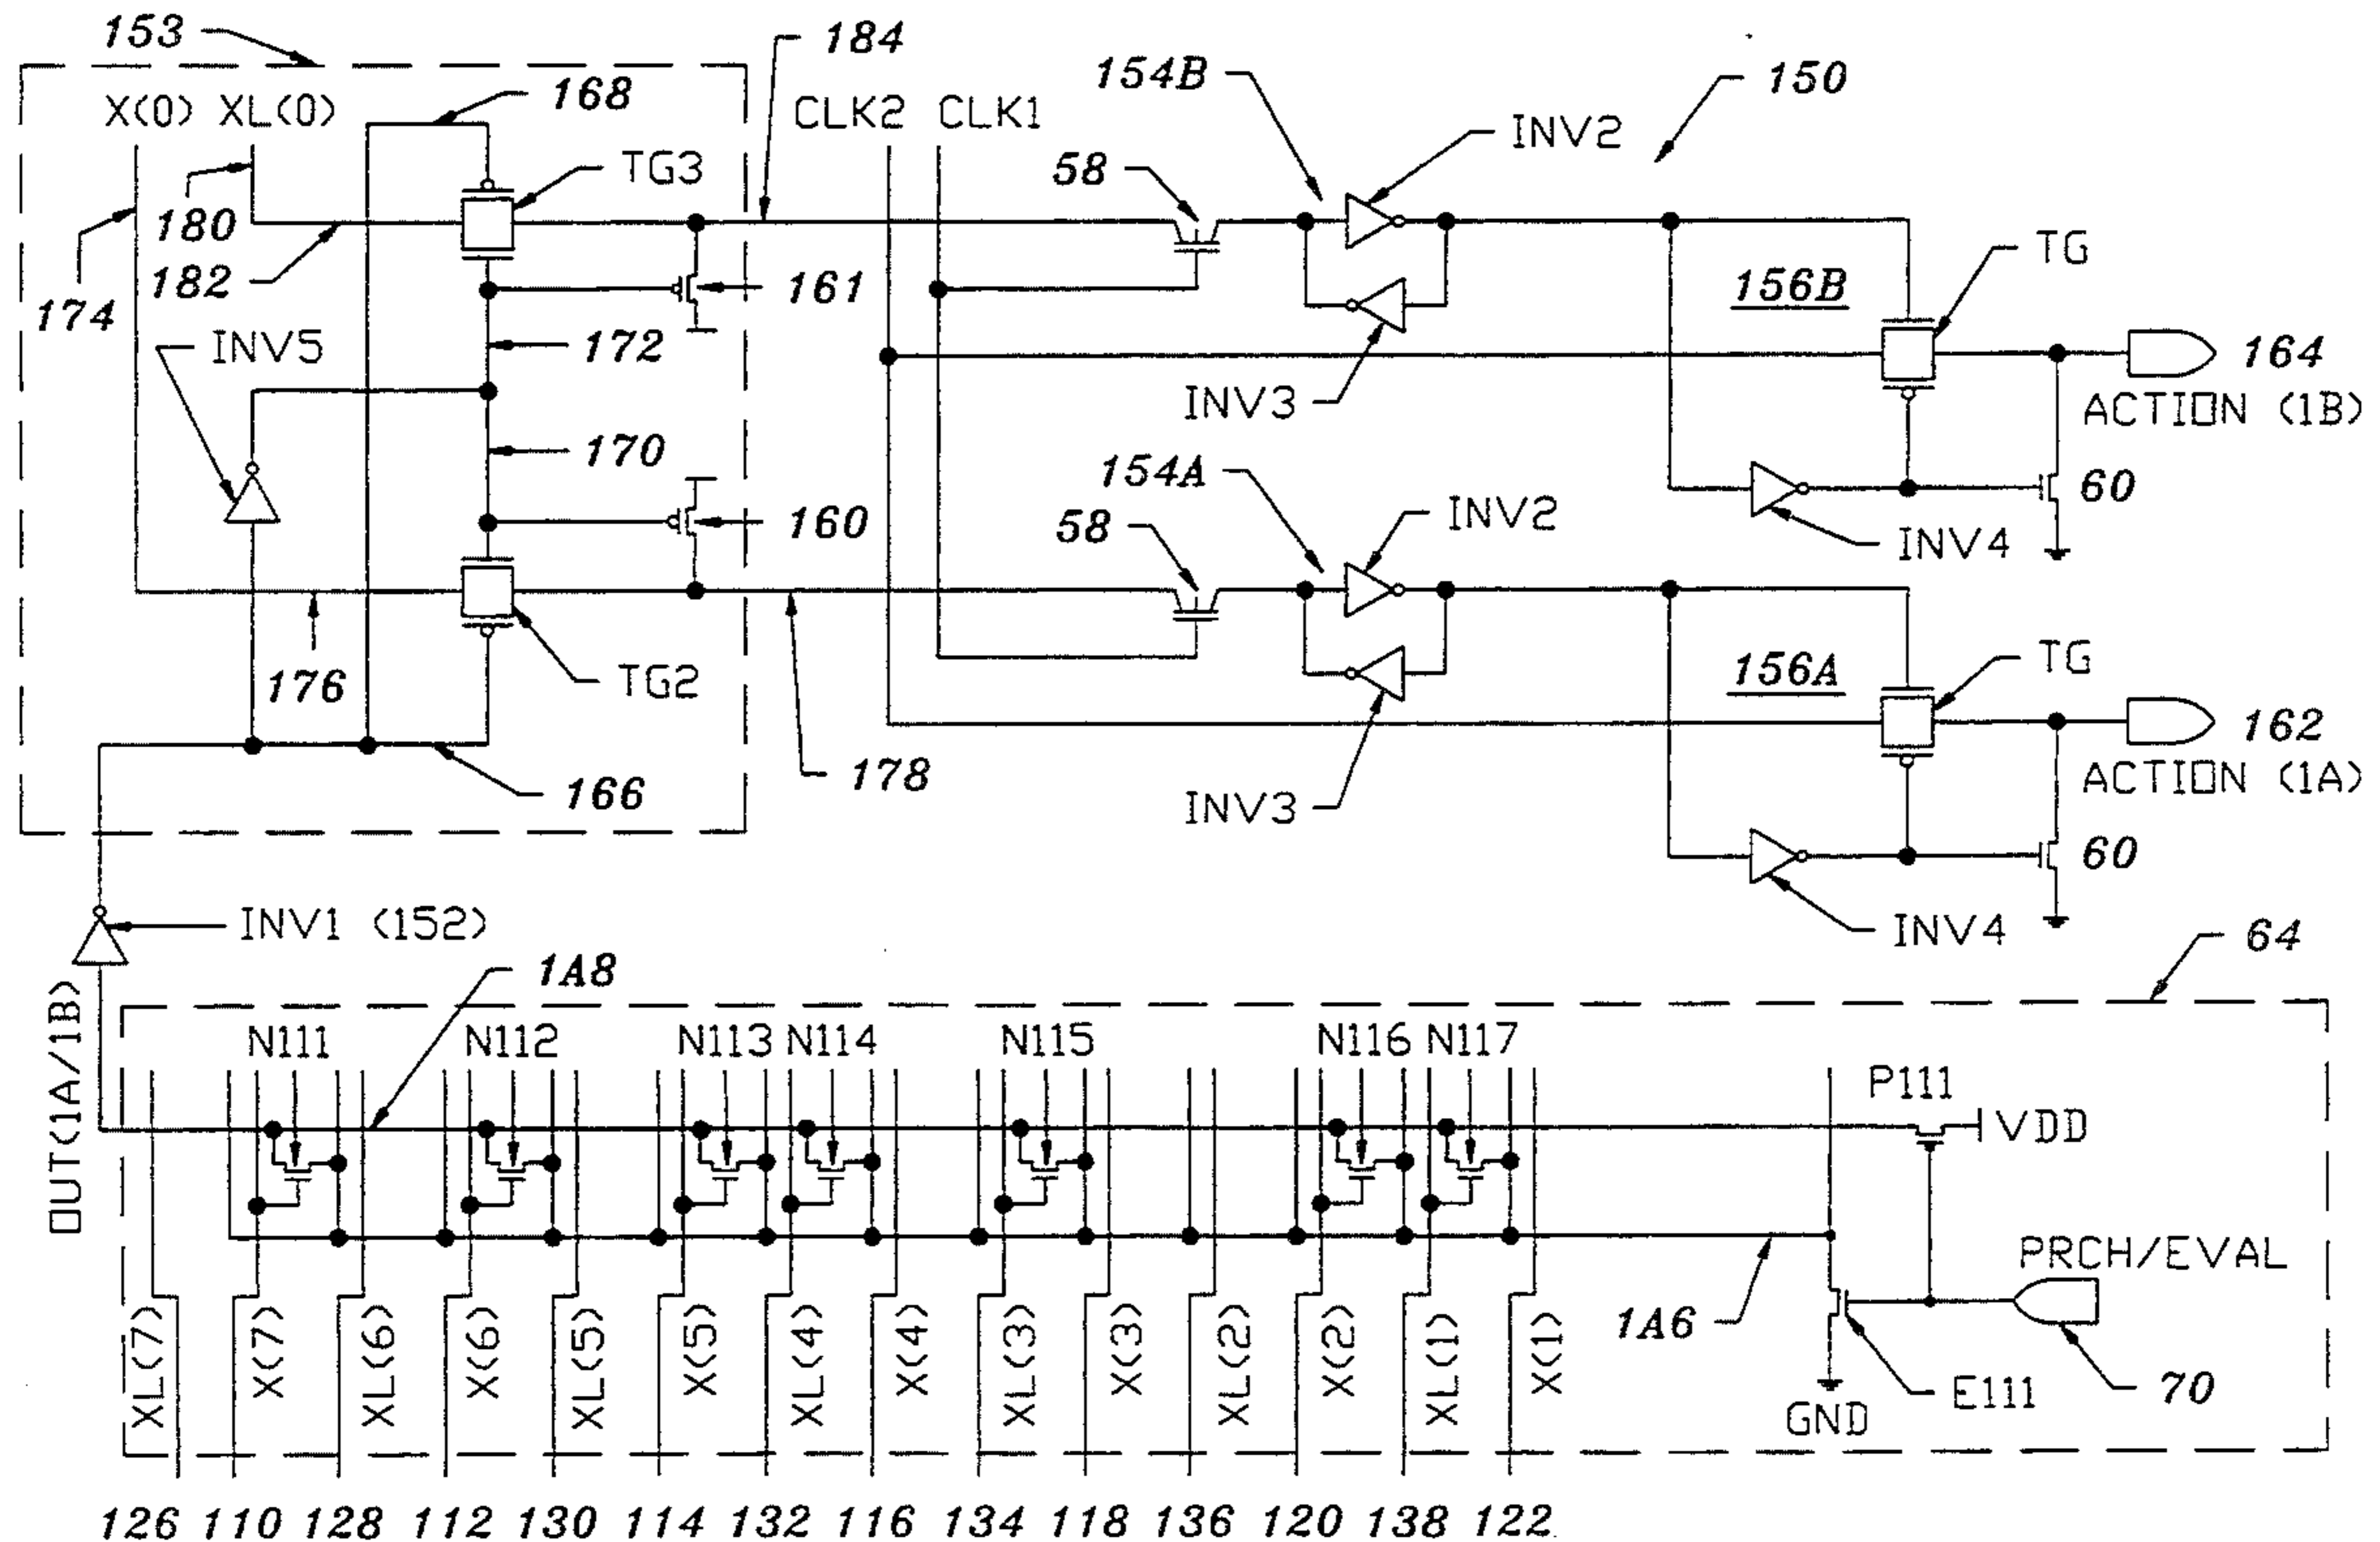 153
184
154B
150
X(0) XL(0)
168
CLK2 CLK1
INV2
TG3
58
180
182
174
161
156B
TG
INV5
172
164
INV3
ACTION (1B)
170
154A
160
58
INV2
60
INV4
176
TG2
156A
TG
178
162
166
INV3
ACTION (1A)
60
INV1 (152)
INV4
64
1A8
OUT(1A/1B)
N111 N112 N113 N114 N115 N116 N117
P111
VDD
PRCH/EVAL
XL(7) X(7) XL(6) X(6) XL(5) X(5) XL(4) X(4) XL(3) X(3) XL(2) X(2) XL(1) X(1)
1A6
E111
70
GND
126 110 128 112 130 114 132 116 134 118 136 120 138 122